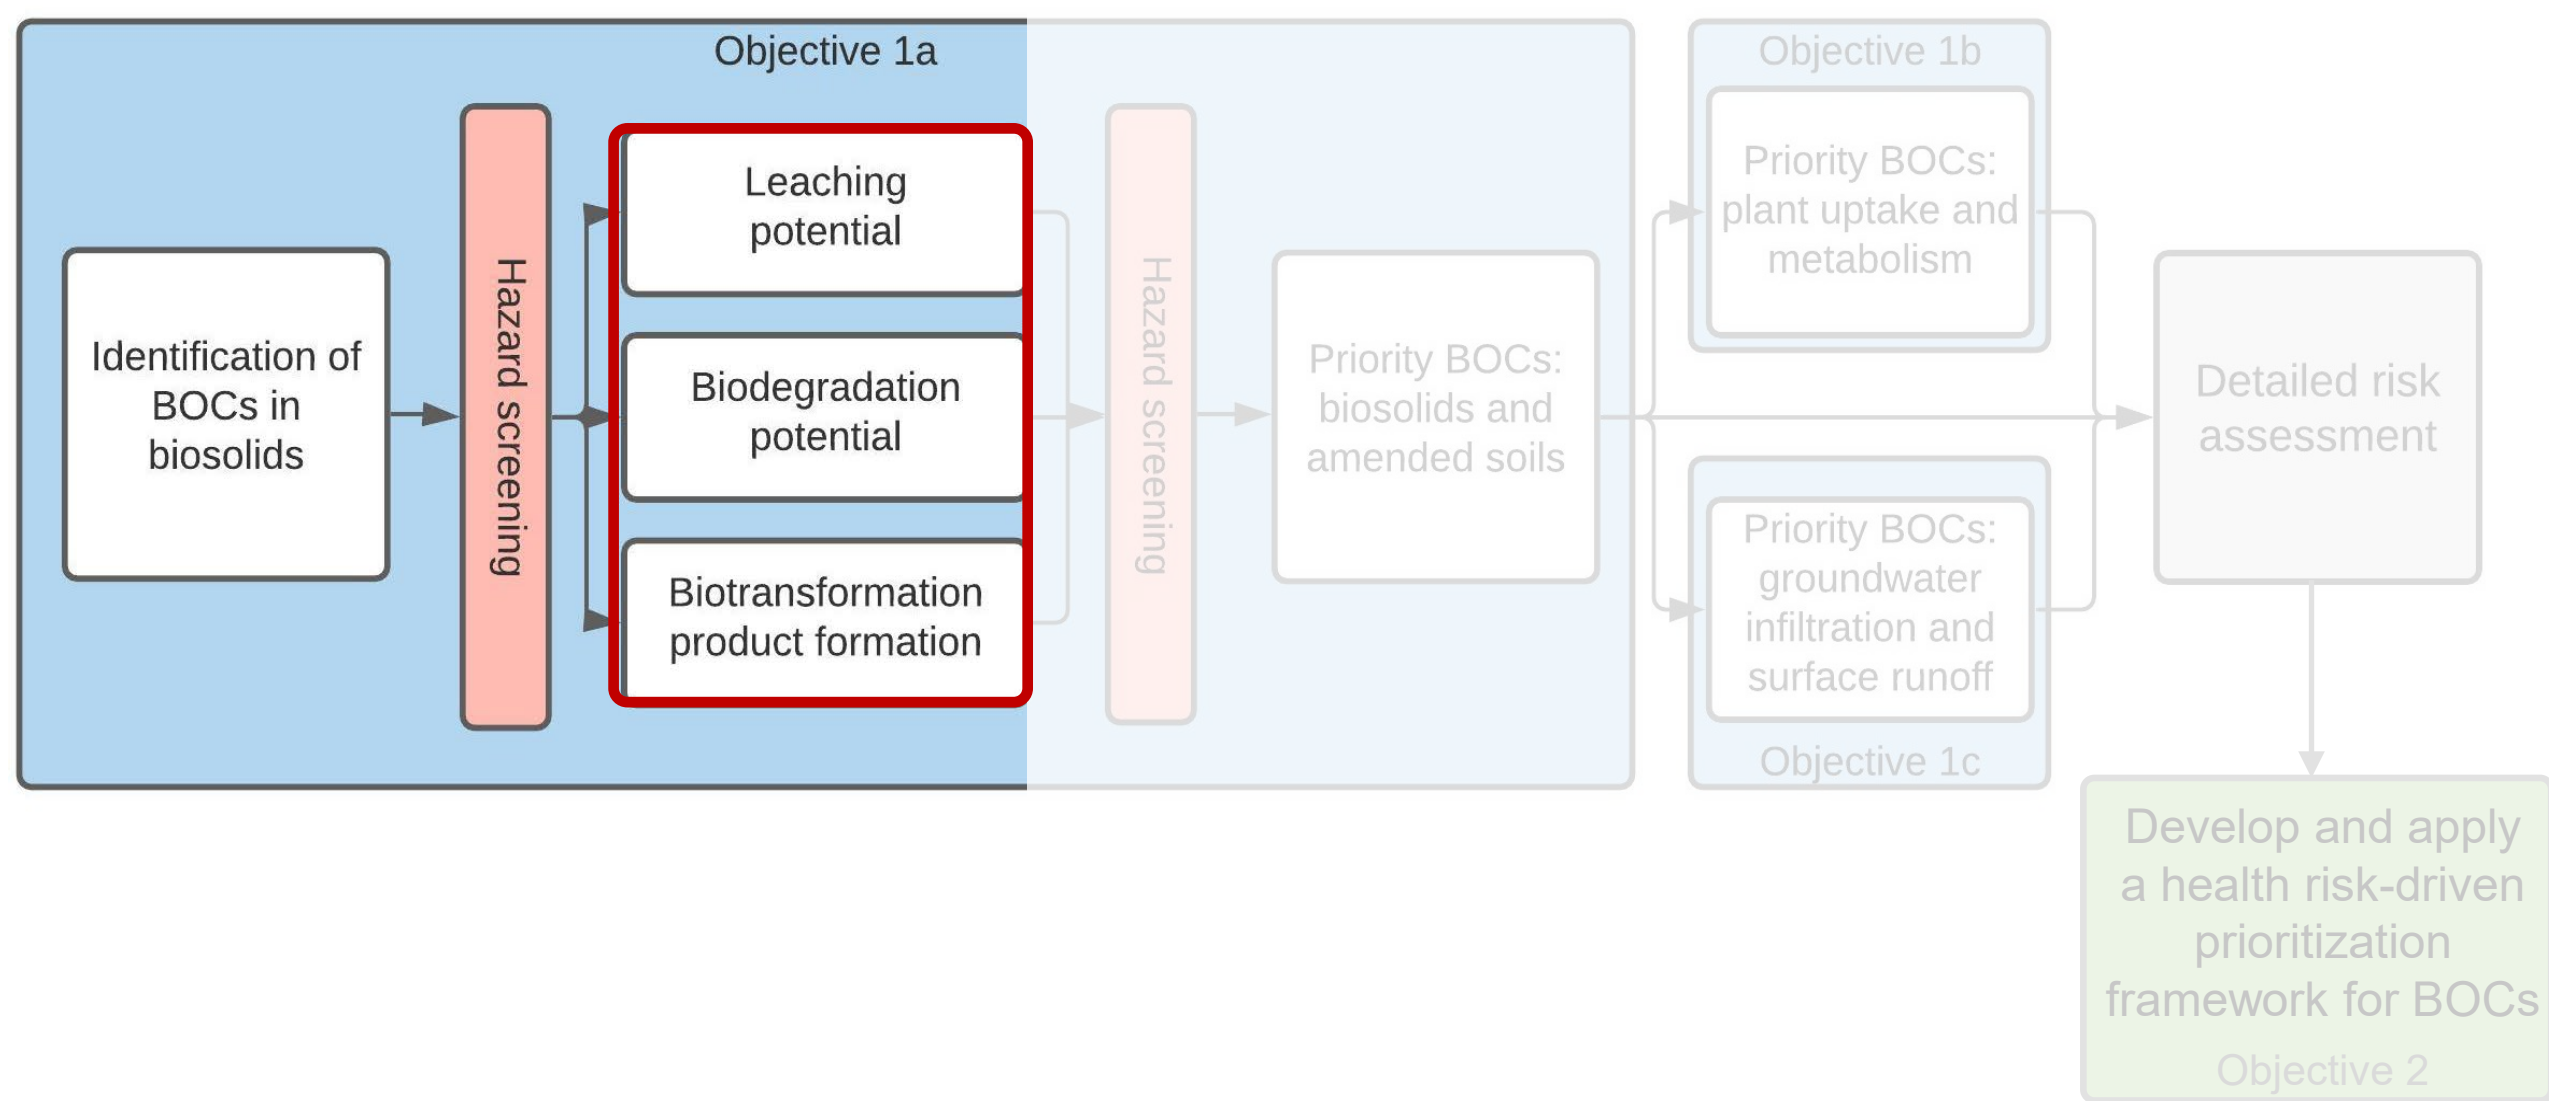 Objective 1a
Identification of
BOCs in
biosolids
Hazard screening
Leaching
potential
Biodegradation
potential
Biotransformation
product formation
Hazard screening
Priority BOCs:
biosolids and
amended soils
Objective 1b
Priority BOCs:
plant uptake and
metabolism
Priority BOCs:
groundwater
infiltration and
surface runoff
Objective 1c
Detailed risk
assessment
Develop and apply
a health risk-driven
prioritization
framework for BOCs
Objective 2